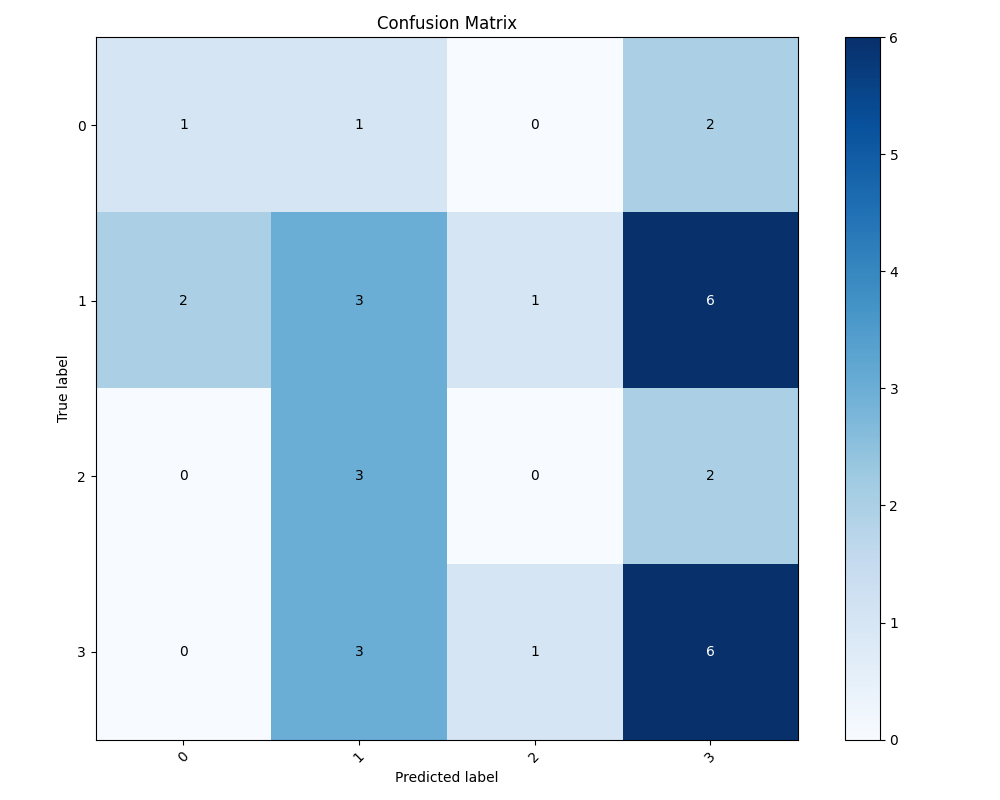 Confusion Matrix
6
0 1 1 0 2
5
4
1 2 3 1 6
3
True label
2 0 3 0 2
2
1
3 0 3 1 6
0
0 1 2 3
Predicted label